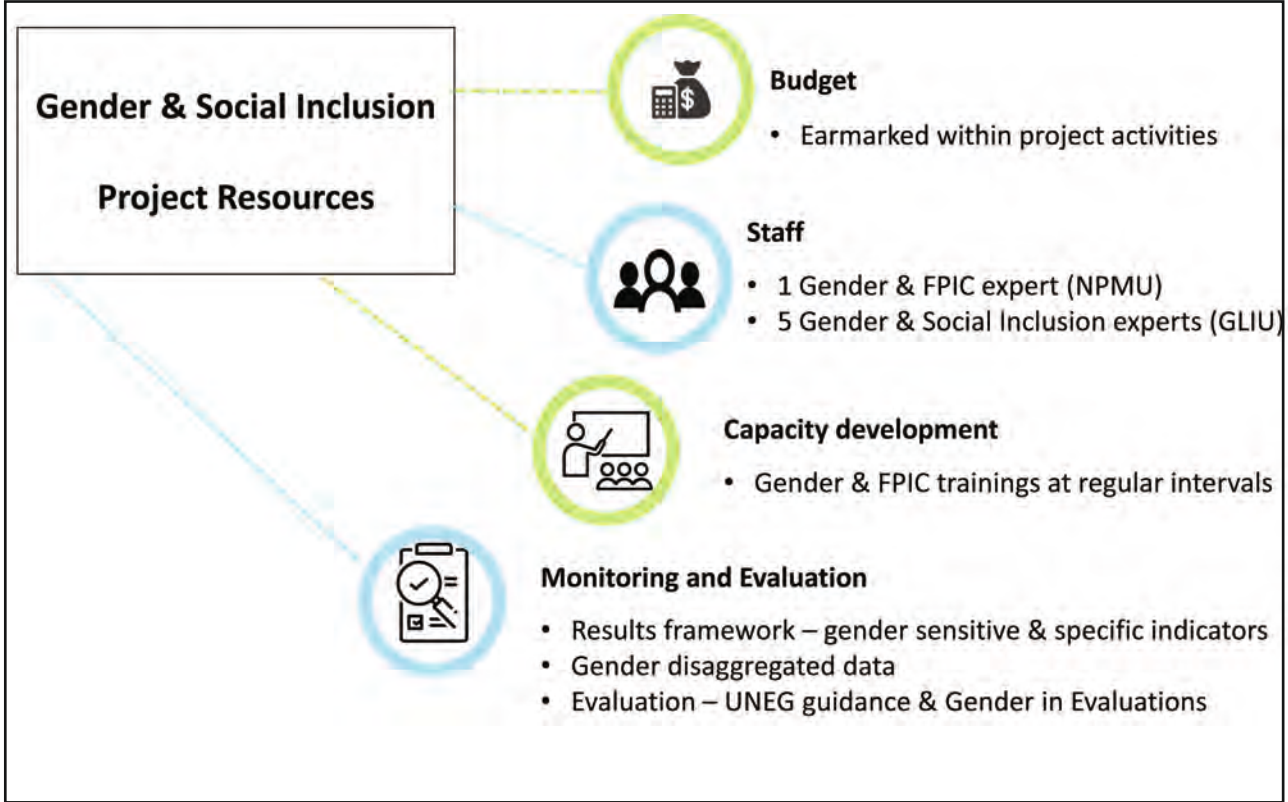 Gender & Social Inclusion
Project Resources
$
Budget
• Earmarked within project activities
Staff
• 1 Gender & FPIC expert (NPMU)
• 5 Gender & Social Inclusion experts (GLIU)
Capacity development
• Gender & FPIC trainings at regular intervals
Monitoring and Evaluation
• Results framework – gender sensitive & specific indicators
• Gender disaggregated data
• Evaluation – UNEG guidance & Gender in Evaluations